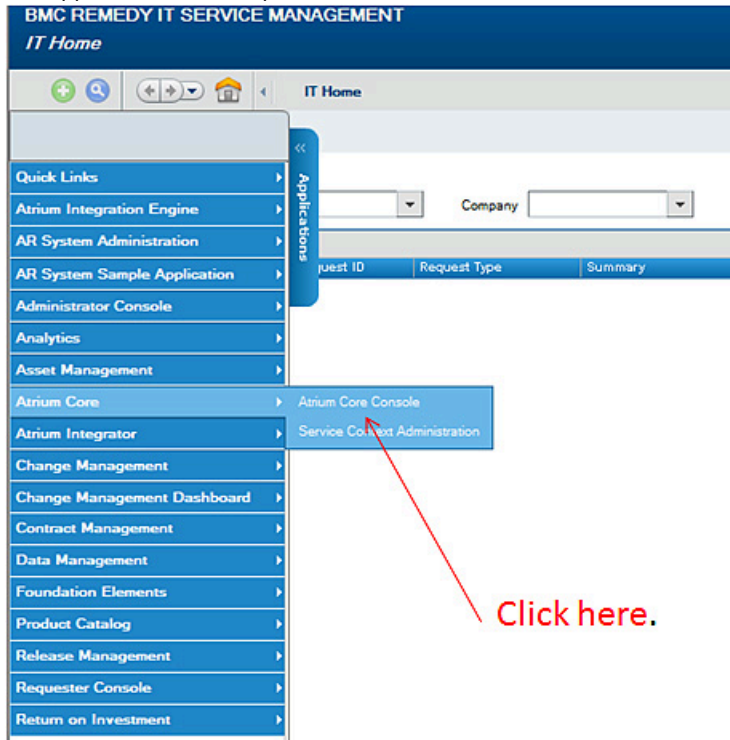 BMC REMEDY IT SERVICE MANAGEMENT
IT Home
IT Home
Applications
Quick Links
Atrium Integration Engine
Company
AR System Administration
AR System Sample Application
quest ID Request Type Summary
Administrator Console
Analytics
Asset Management
Atrium Core
Atrium Core Console
Atrium Integrator
Service Context Administration
Change Management
Change Management Dashboard
Contract Management
Data Management
Foundation Elements
Click here.
Product Catalog
Release Management
Requester Console
Return on Investment